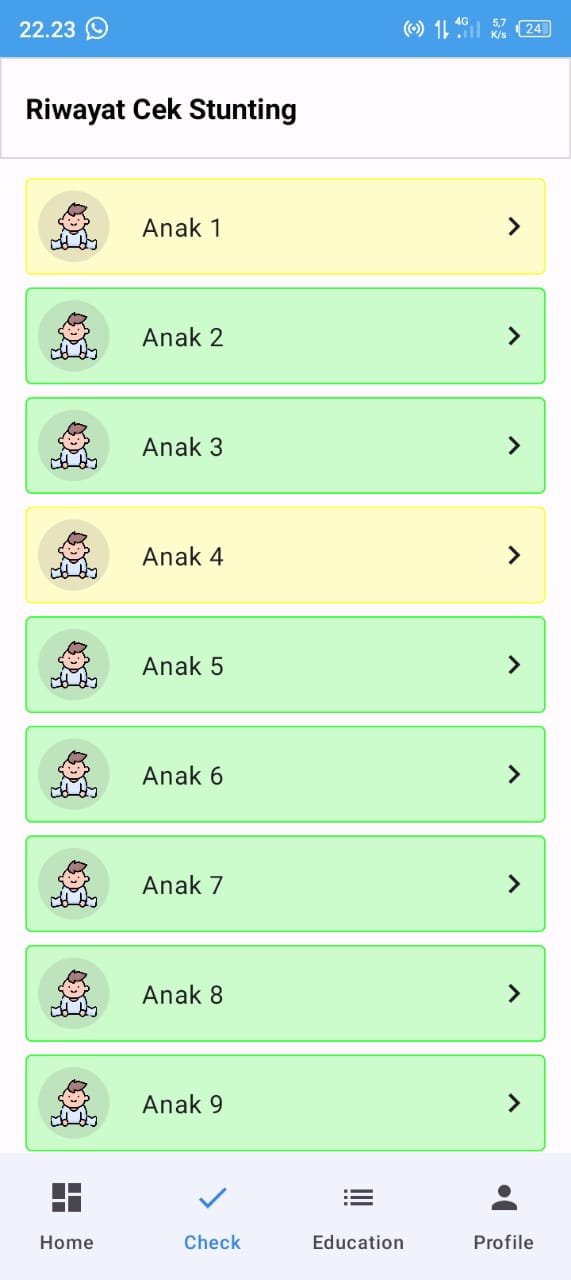 22.23 4G 5,7 K/s 24
Riwayat Cek Stunting
Anak 1
Anak 2
Anak 3
Anak 4
Anak 5
Anak 6
Anak 7
Anak 8
Anak 9
Home Check Education Profile